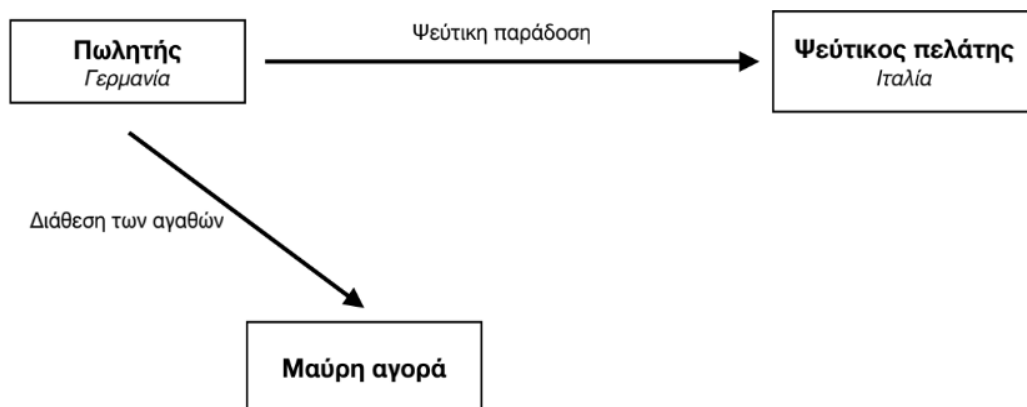 Πωλητής
Γερμανία
Ψεύτικη παράδοση
Ψεύτικος πελάτης
Ιταλία
Διάθεση των αγαθών
Μαύρη αγορά